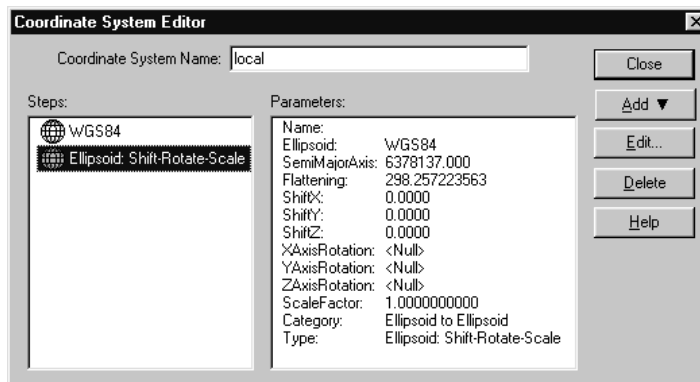 Coordinate System Editor
Coordinate System Name: local
Close
Steps:
WGS84
Ellipsoid: Shift-Rotate-Scale
Parameters:
Name:
Ellipsoid: WGS84
SemiMajorAxis: 6378137.000
Flattening: 298.257223563
ShiftX: 0.0000
ShiftY: 0.0000
ShiftZ: 0.0000
XAxisRotation: <Null>
YAxisRotation: <Null>
ZAxisRotation: <Null>
ScaleFactor: 1.0000000000
Category: Ellipsoid to Ellipsoid
Type: Ellipsoid: Shift-Rotate-Scale
Add ▼
Edit...
Delete
Help